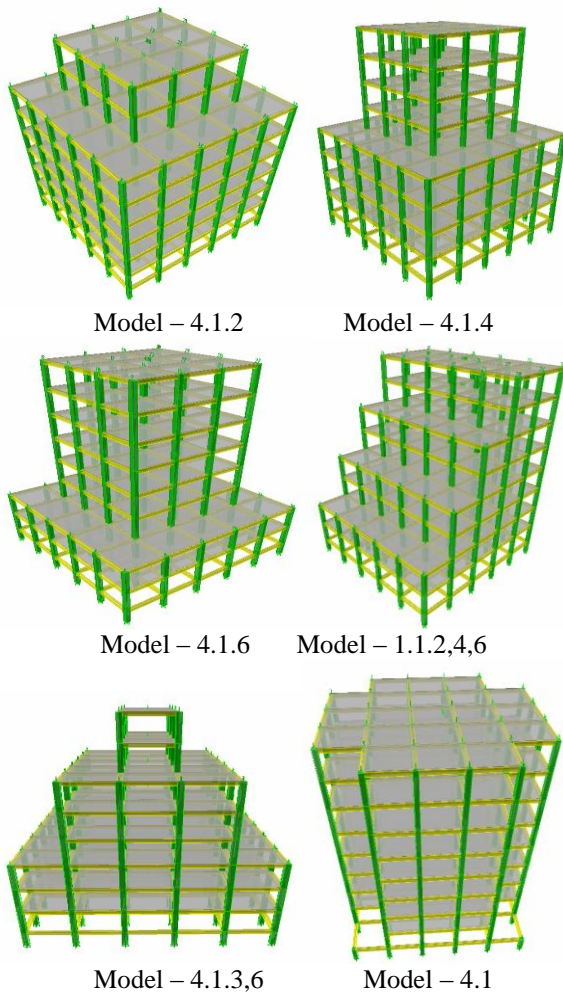 Model – 4.1.2 Model – 4.1.4
Model – 4.1.6 Model – 1.1.2,4,6
Model – 4.1.3,6 Model – 4.1